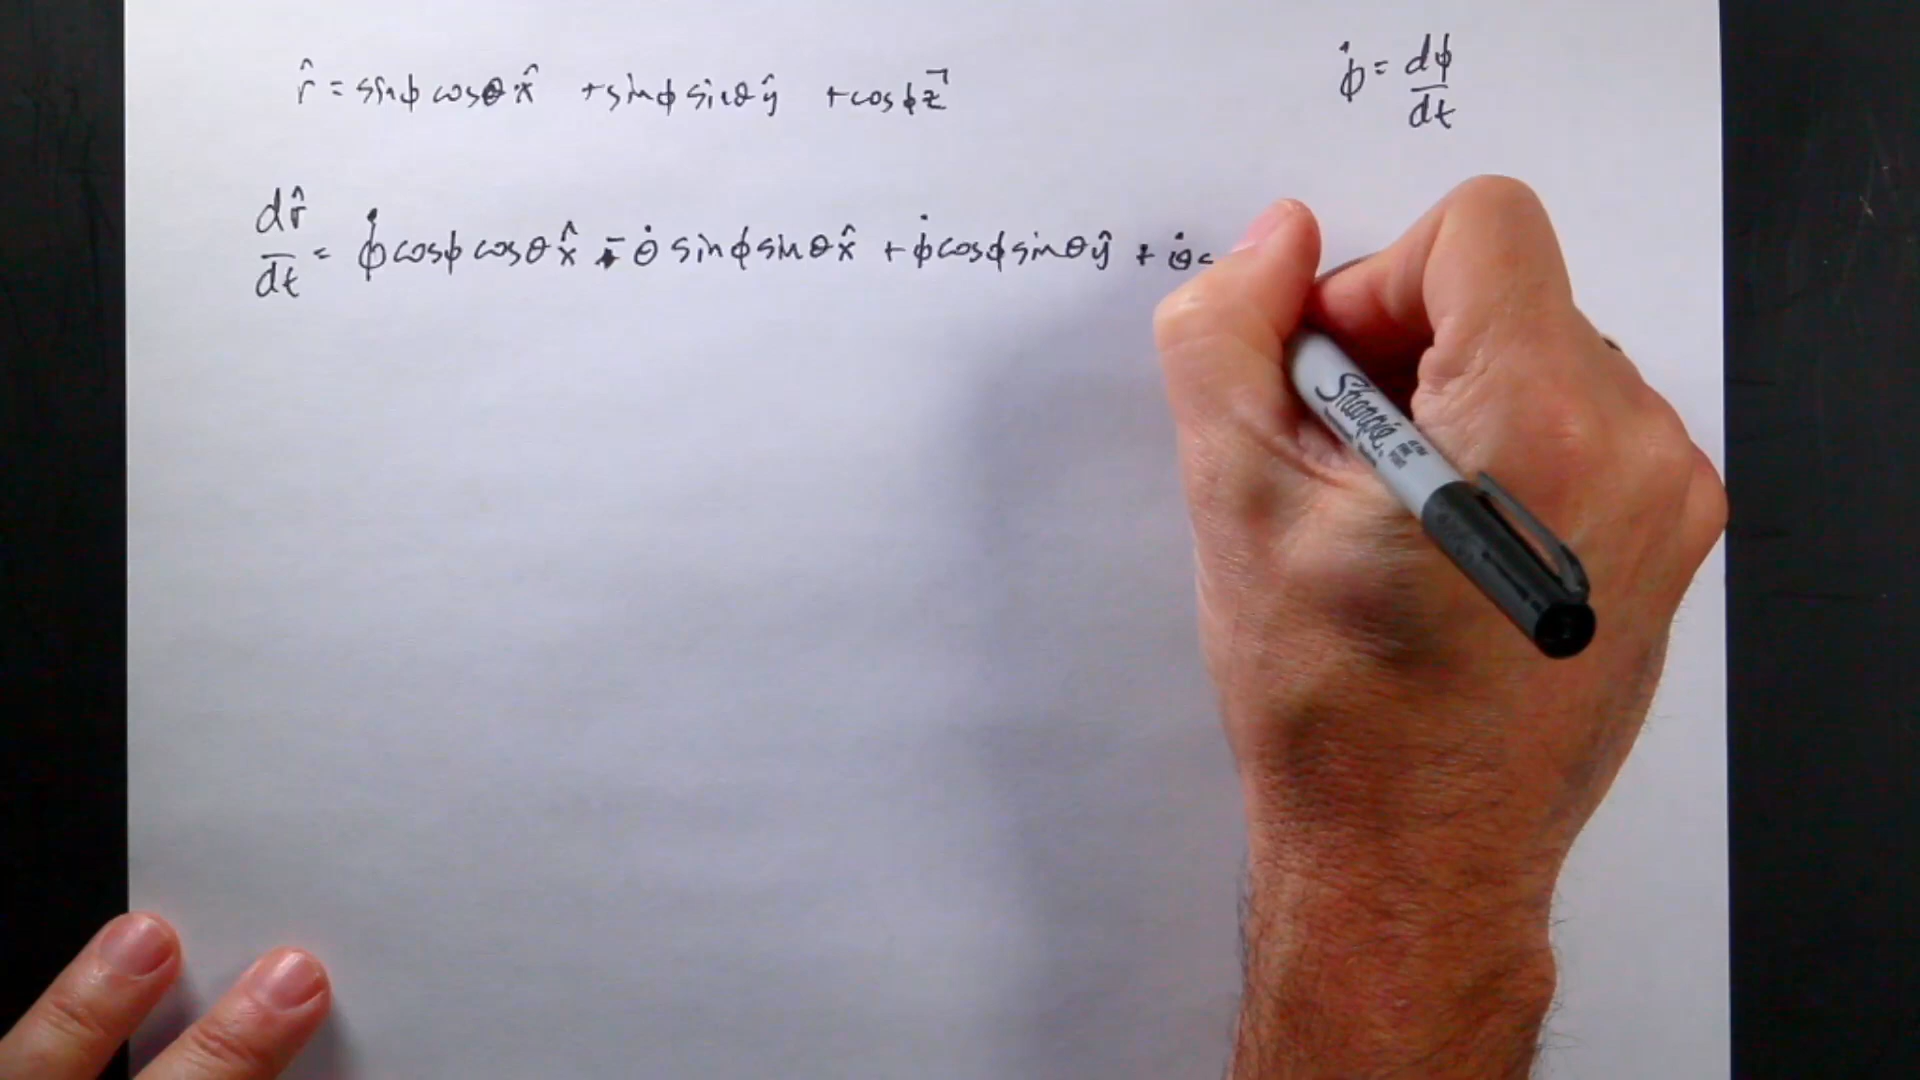 r̂ = sinϕ cosθ x̂ + sinϕ sinθ ŷ + cosϕ z⃗
ϕ̇ = dϕ/dt
dr̂/dt = ϕ̇ cosϕ cosθ x̂ - θ̇ sinϕ sinθ x̂ + ϕ̇ cosϕ sinθ ŷ + θ̇ c
Sharpie